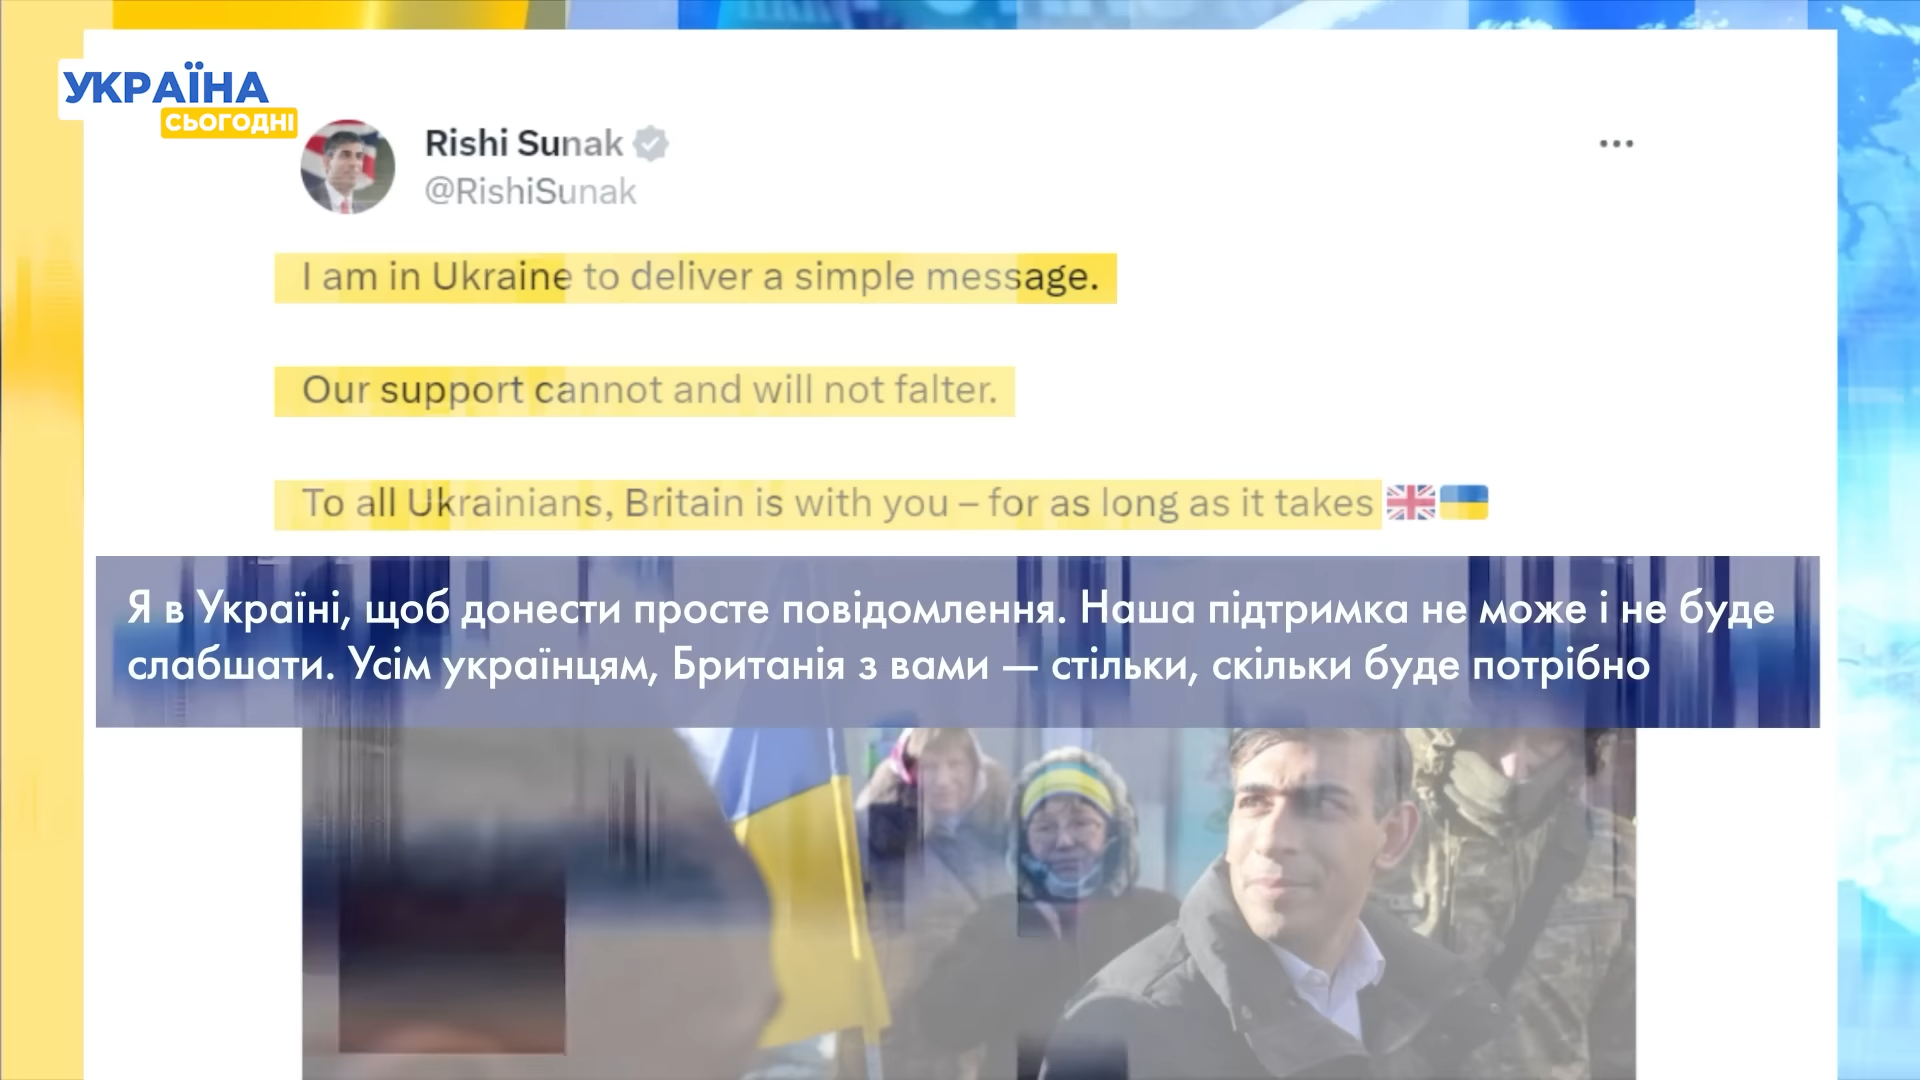 УКРАЇНА
СЬОГОДНІ
Rishi Sunak
@RishiSunak
I am in Ukraine to deliver a simple message.
Our support cannot and will not falter.
To all Ukrainians, Britain is with you – for as long as it takes
Я в Україні, щоб донести просте повідомлення. Наша підтримка не може і не буде
слабшати. Усім українцям, Британія з вами — стільки, скільки буде потрібно